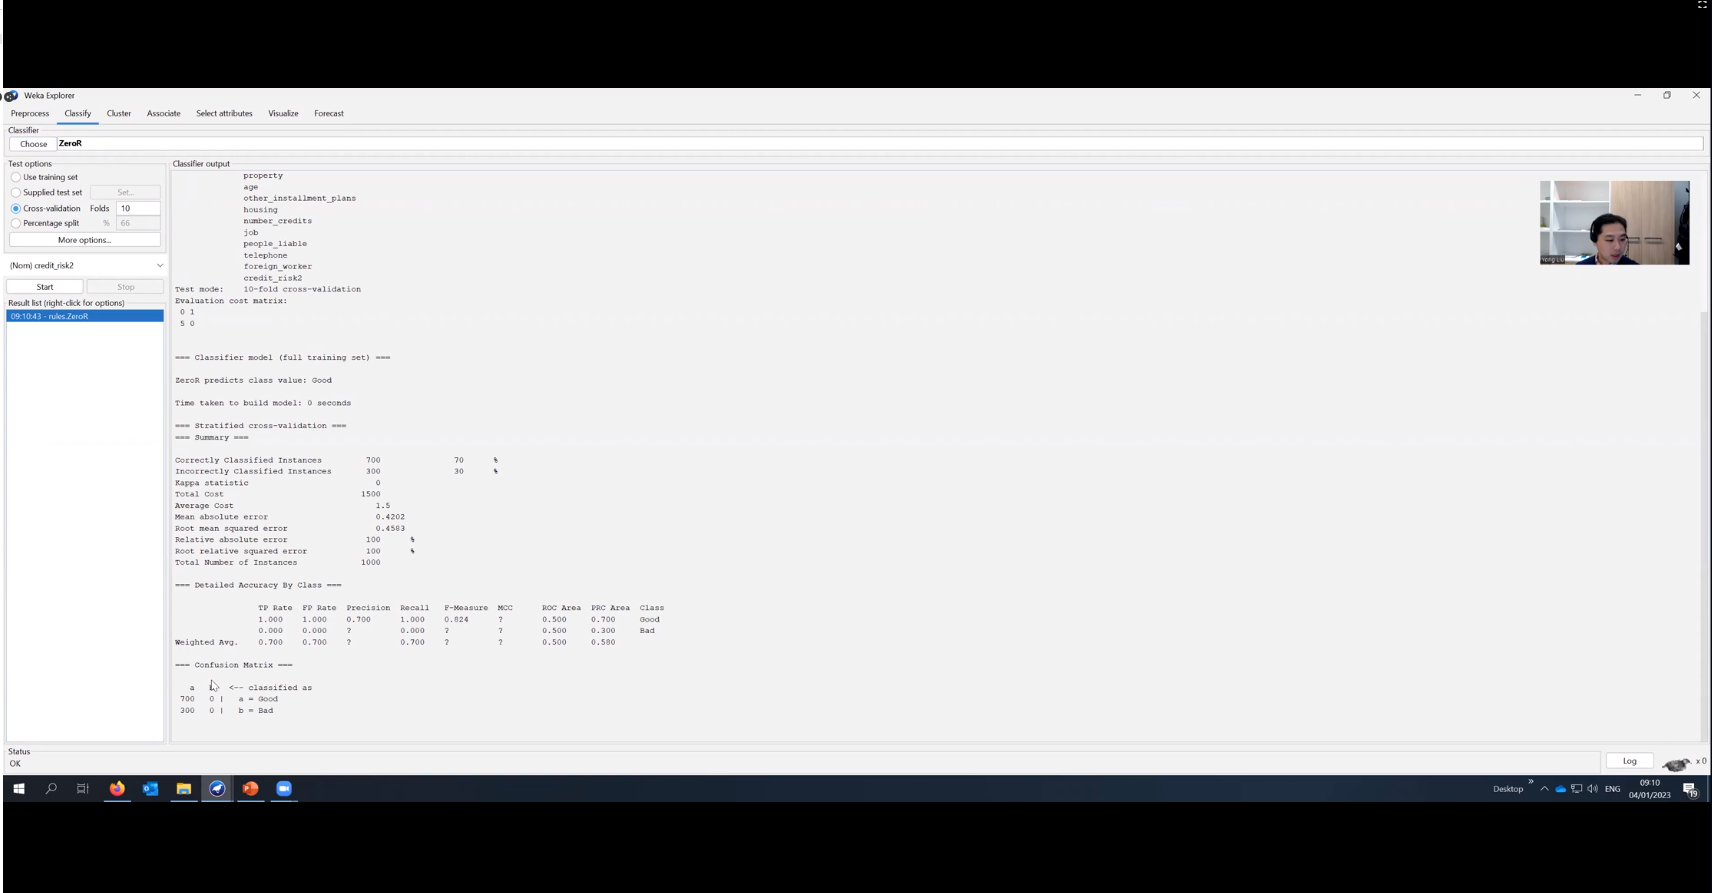 Weka Explorer
Preprocess Classify Cluster Associate Select attributes Visualize Forecast
Classifier
Choose ZeroR
Test options
Use training set
Supplied test set Set...
Cross-validation Folds 10
Percentage split % 66
More options...
(Nom) credit_risk2
Start Stop
Result list (right-click for options)
09:10:43 - rules.ZeroR
Classifier output
property
age
other_installment_plans
housing
number_credits
job
people_liable
telephone
foreign_worker
credit_risk2
Test mode: 10-fold cross-validation
Evaluation cost matrix:
0 1
5 0
=== Classifier model (full training set) ===
ZeroR predicts class value: Good
Time taken to build model: 0 seconds
=== Stratified cross-validation ===
=== Summary ===
Correctly Classified Instances 700 70 %
Incorrectly Classified Instances 300 30 %
Kappa statistic 0
Total Cost 1500
Average Cost 1.5
Mean absolute error 0.4202
Root mean squared error 0.4583
Relative absolute error 100 %
Root relative squared error 100 %
Total Number of Instances 1000
=== Detailed Accuracy By Class ===
TP Rate FP Rate Precision Recall F-Measure MCC ROC Area PRC Area Class
1.000 1.000 0.700 1.000 0.824 ? 0.500 0.700 Good
0.000 0.000 ? 0.000 ? ? 0.500 0.300 Bad
Weighted Avg. 0.700 0.700 ? 0.700 ? ? 0.500 0.580
=== Confusion Matrix ===
a <-- classified as
700 0 | a = Good
300 0 | b = Bad
Status
OK
Log x 0
Desktop ENG 09:10
04/01/2023
19